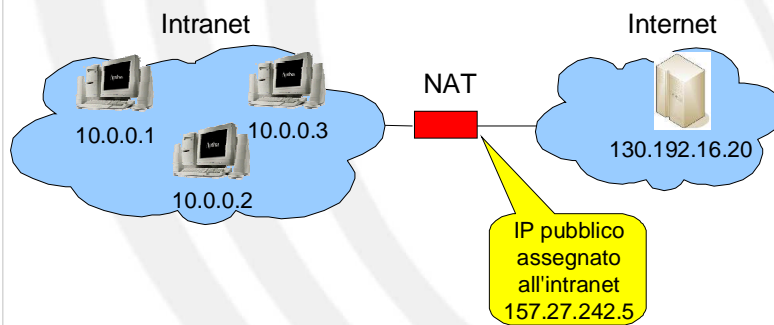 Intranet
Internet
NAT
10.0.0.1
10.0.0.3
10.0.0.2
130.192.16.20
IP pubblico
assegnato
all'intranet
157.27.242.5